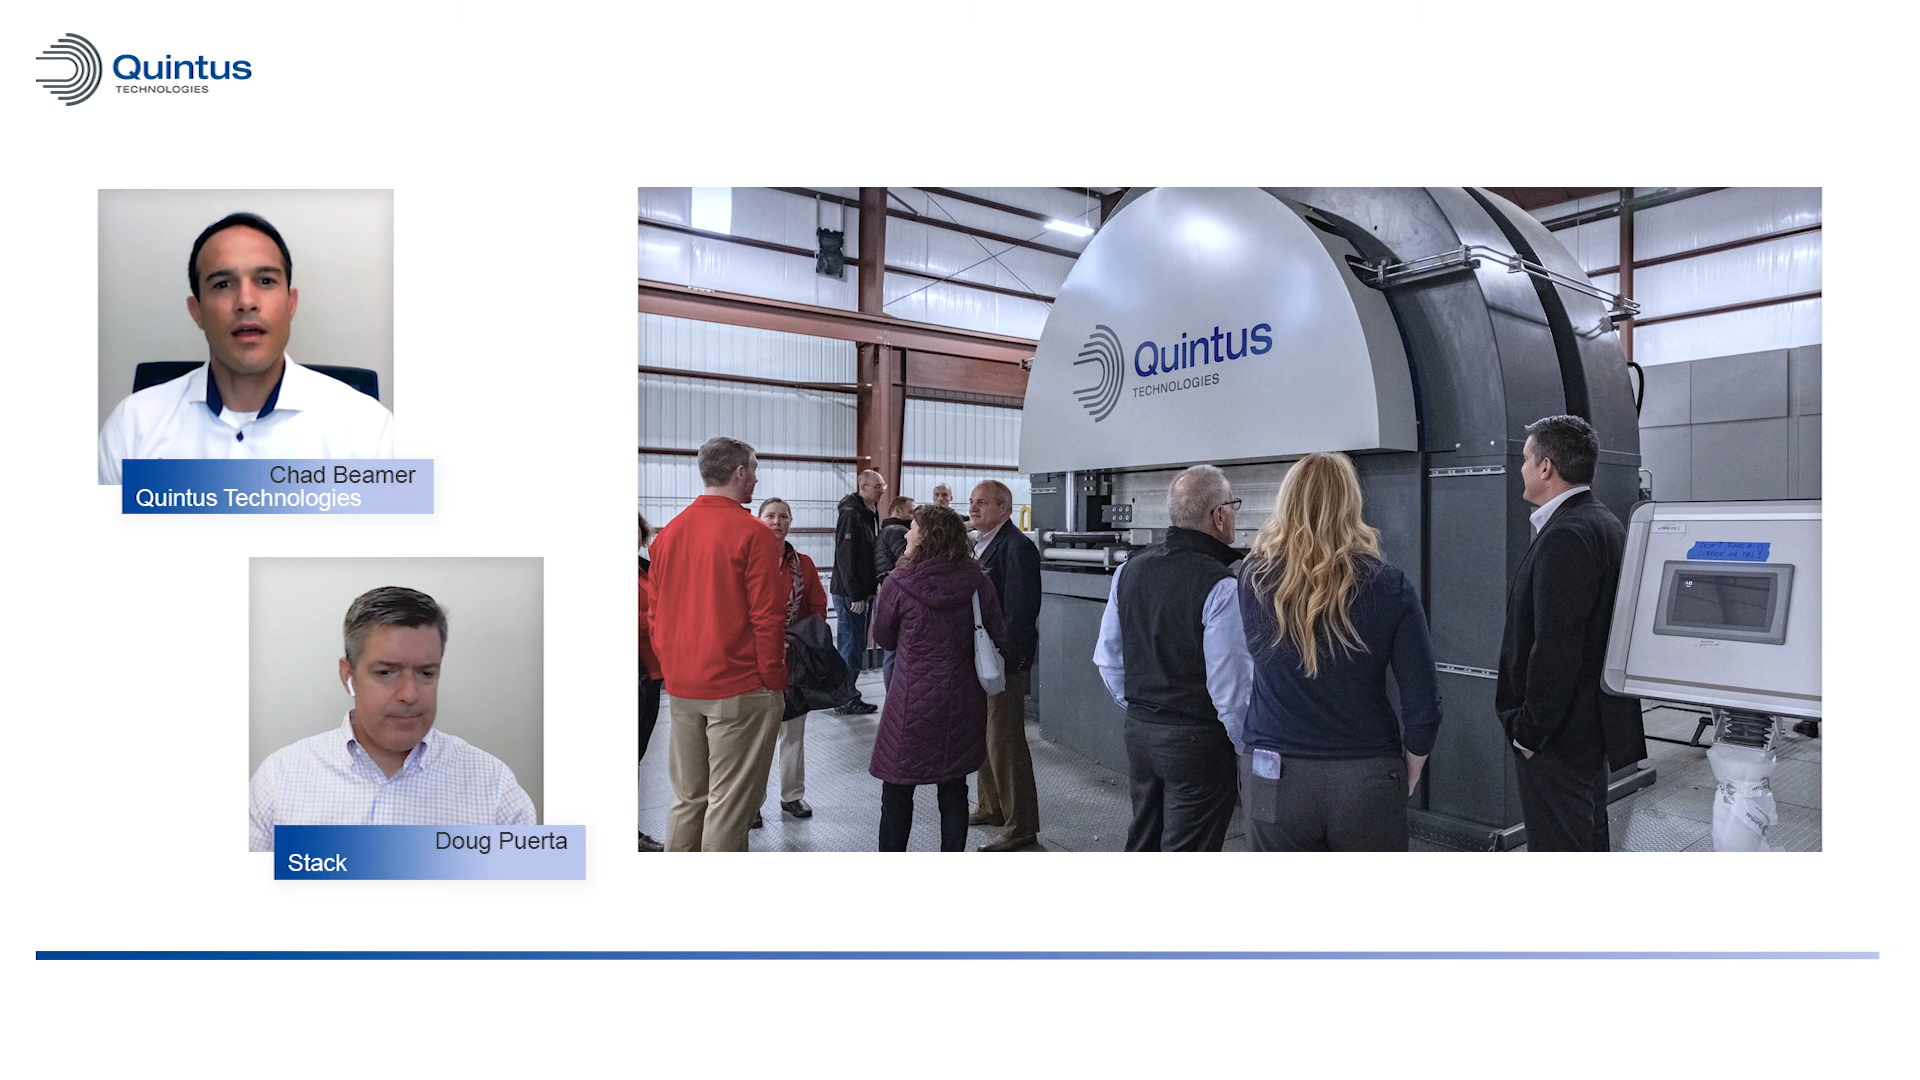 Quintus
TECHNOLOGIES
Chad Beamer
Quintus Technologies
Doug Puerta
Stack
Quintus
TECHNOLOGIES